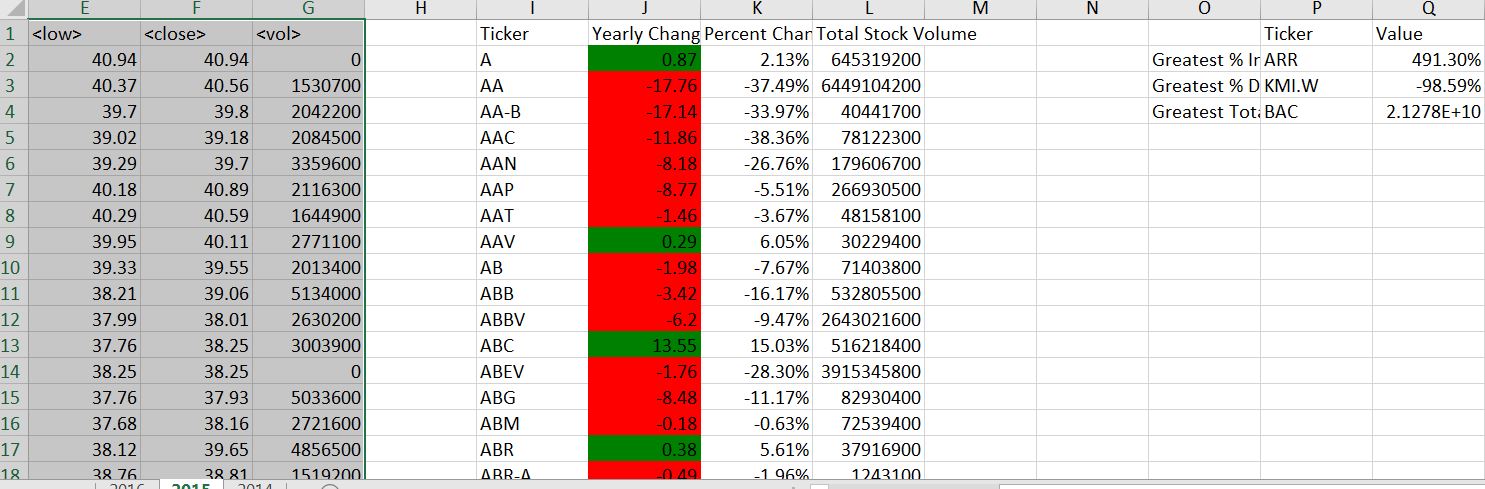 E F G H I J K L M N O P Q
1 <low> <close> <vol> Ticker Yearly Chang Percent Chan Total Stock Volume Ticker Value
2 40.94 40.94 0 A 0.87 2.13% 645319200 Greatest % In ARR 491.30%
3 40.37 40.56 1530700 AA -17.76 -37.49% 6449104200 Greatest % D KMI.W -98.59%
4 39.7 39.8 2042200 AA-B -17.14 -33.97% 40441700 Greatest Tota BAC 2.1278E+10
5 39.02 39.18 2084500 AAC -11.86 -38.36% 78122300
6 39.29 39.7 3359600 AAN -8.18 -26.76% 179606700
7 40.18 40.89 2116300 AAP -8.77 -5.51% 266930500
8 40.29 40.59 1644900 AAT -1.46 -3.67% 48158100
9 39.95 40.11 2771100 AAV 0.29 6.05% 30229400
10 39.33 39.55 2013400 AB -1.98 -7.67% 71403800
11 38.21 39.06 5134000 ABB -3.42 -16.17% 532805500
12 37.99 38.01 2630200 ABBV -6.2 -9.47% 2643021600
13 37.76 38.25 3003900 ABC 13.55 15.03% 516218400
14 38.25 38.25 0 ABEV -1.76 -28.30% 3915345800
15 37.76 37.93 5033600 ABG -8.48 -11.17% 82930400
16 37.68 38.16 2721600 ABM -0.18 -0.63% 72539400
17 38.12 39.65 4856500 ABR 0.38 5.61% 37916900
18 38.76 38.81 1519200 ABR-A -0.49 -1.96% 1243100
2016 2015 2014